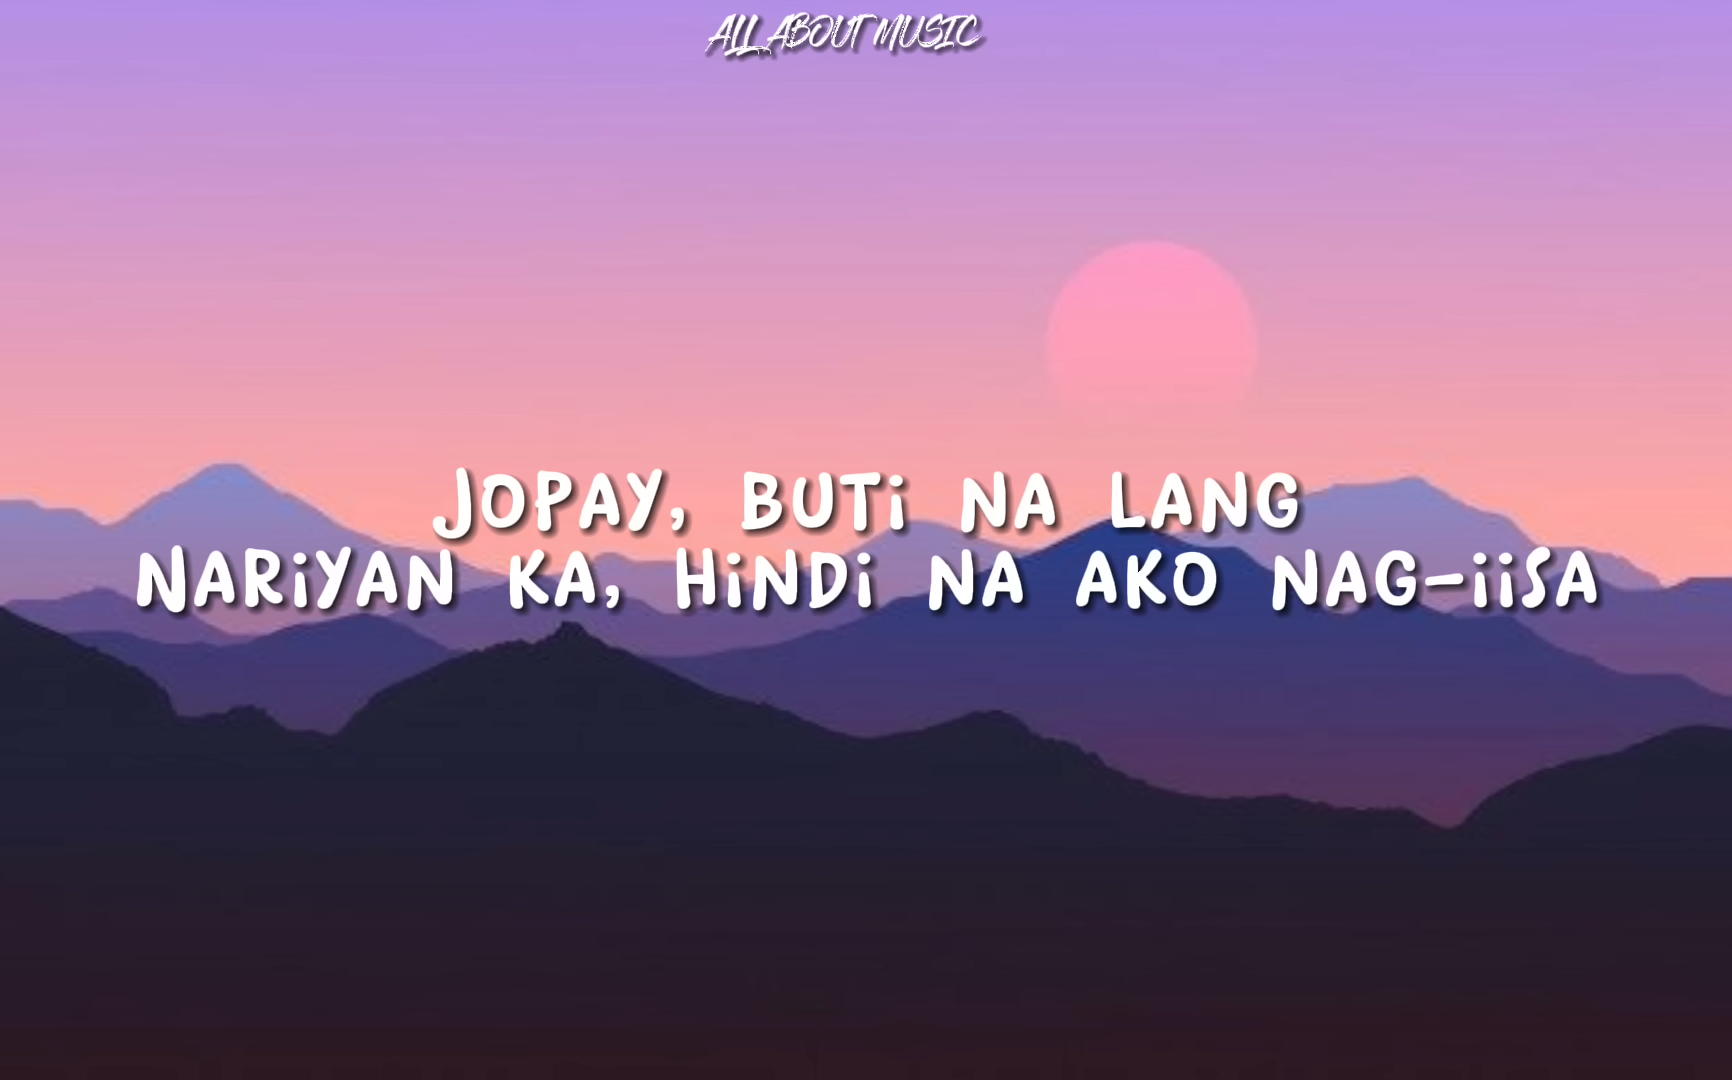 ALL ABOUT MUSIC
JOPAY, BUTi NA LANG
NARiYAN KA, HiNDi NA AKO NAG-iiSA